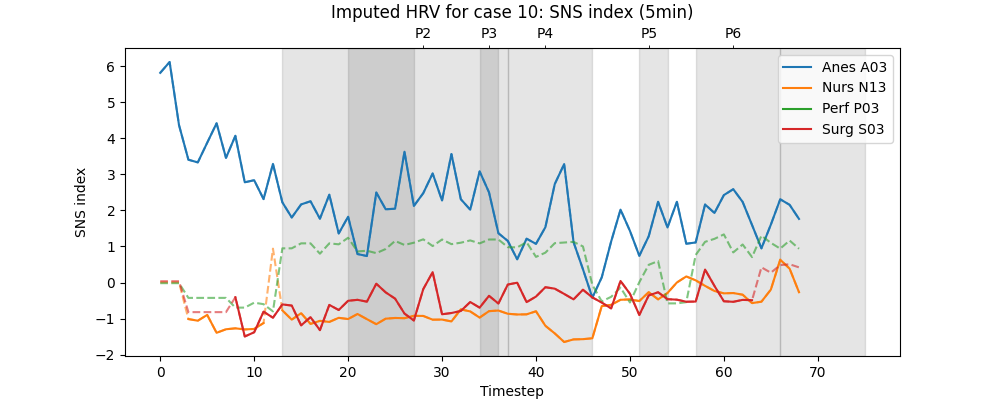 Imputed HRV for case 10: SNS index (5min)
P2 P3 P4 P5 P6
SNS index
6
5
4
3
2
1
0
−1
−2
Anes A03
Nurs N13
Perf P03
Surg S03
0 10 20 30 40 50 60 70
Timestep